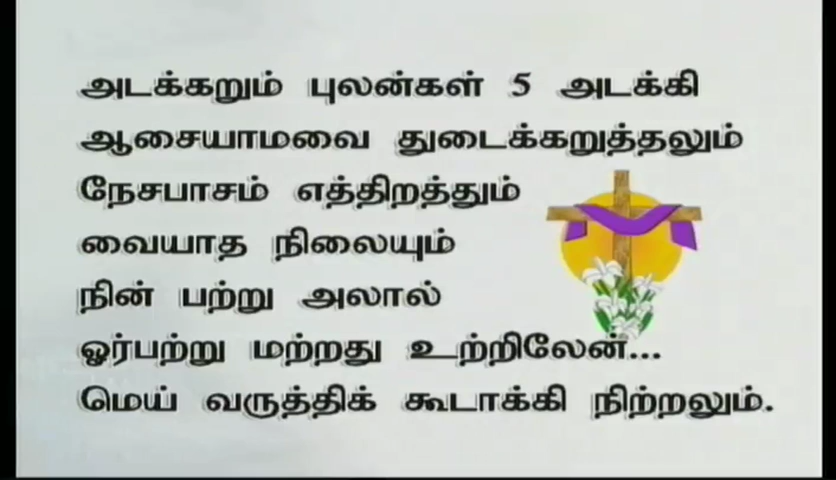 அடக்கறும் புலன்கள் 5 அடக்கி
ஆசையாமவை துடைக்கறுத்தலும்
நேசபாசம் எத்திறத்தும்
வையாத நிலையும்
நின் பற்று அலால்
ஓர்பற்று மற்றது உற்றிலேன்...
மெய் வருத்திக் கூடாக்கி நிற்றலும்.